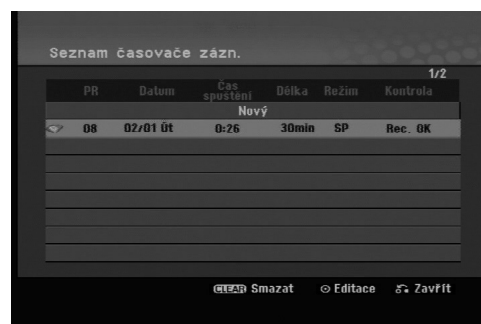 Seznam časovače zázn.
1/2
PR Datum Čas spuštění Délka Režim Kontrola
Nový
08 02/01 Út 0:26 30min SP Rec. OK
CLEAR Smazat ⊙ Editace Zavřít